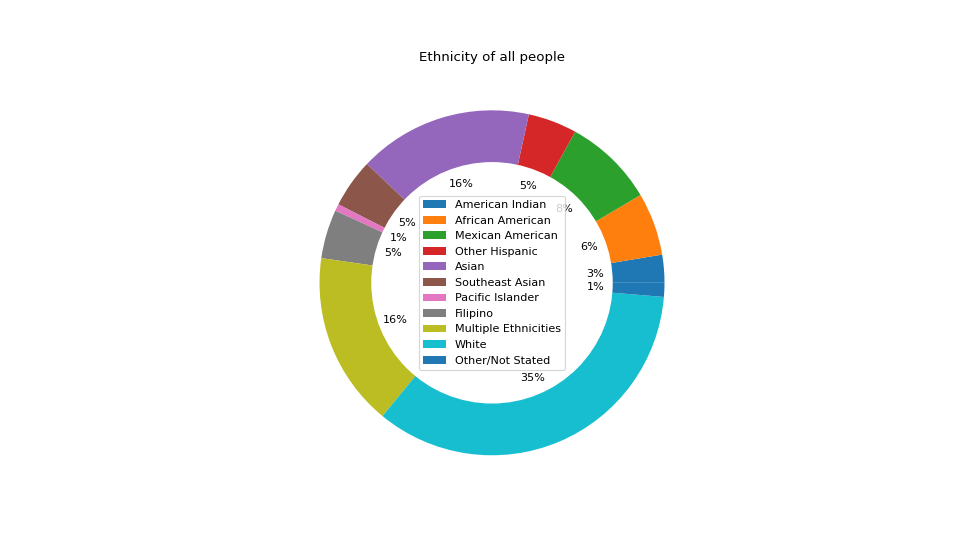 Ethnicity of all people
16%
5%
8%
5%
1%
5%
6%
3%
1%
16%
35%
American Indian
African American
Mexican American
Other Hispanic
Asian
Southeast Asian
Pacific Islander
Filipino
Multiple Ethnicities
White
Other/Not Stated